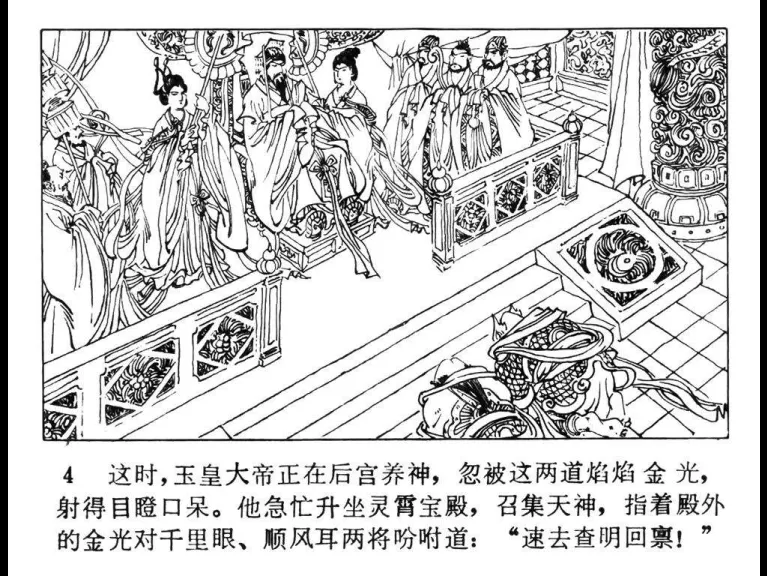 4 这时，玉皇大帝正在后宫养神，忽被这两道焰焰金光，
射得目瞪口呆。他急忙升坐灵霄宝殿，召集天神，指着殿外
的金光对千里眼、顺风耳两将吩咐道：“速去查明回禀！”